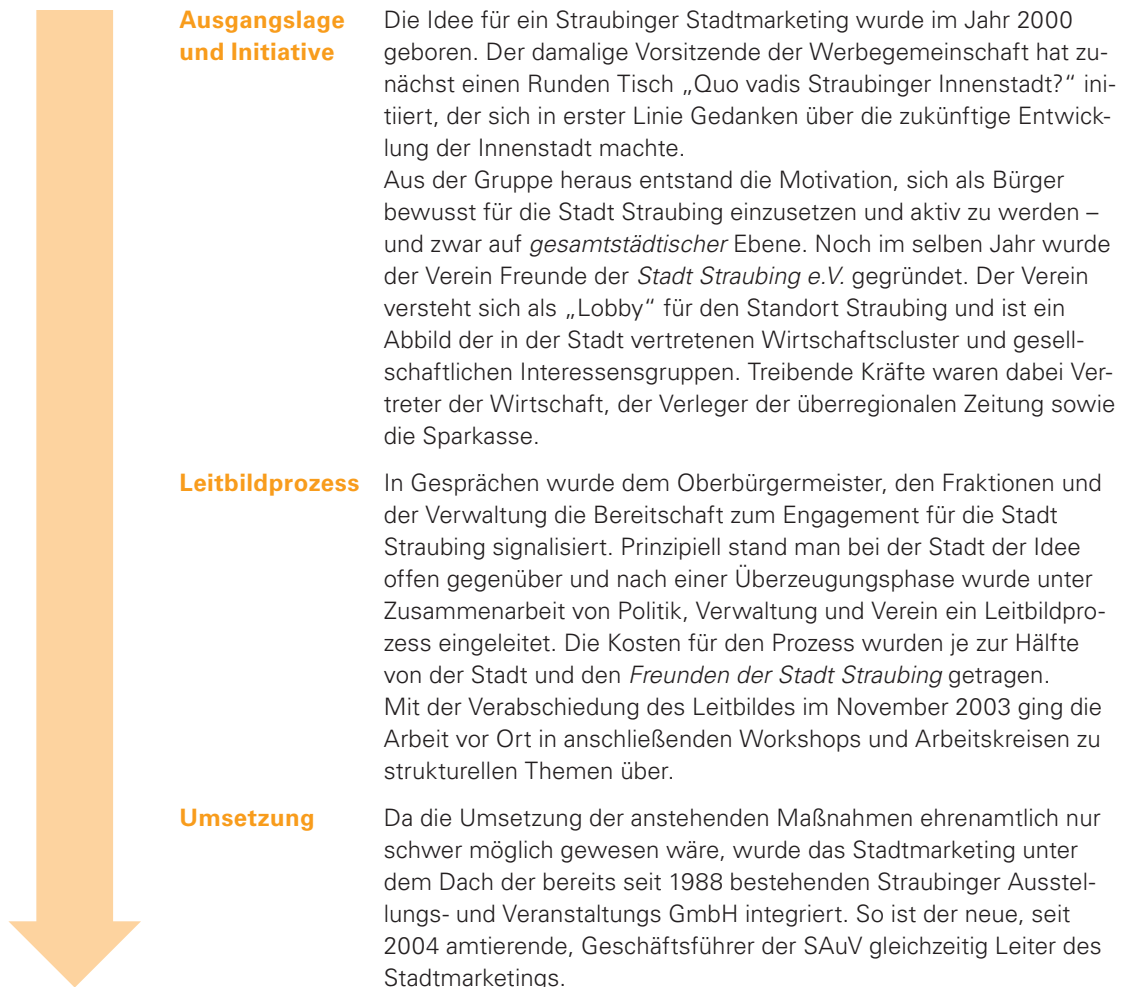 Ausgangslage
und Initiative
Die Idee für ein Straubinger Stadtmarketing wurde im Jahr 2000
geboren. Der damalige Vorsitzende der Werbegemeinschaft hat zu-
nächst einen Runden Tisch „Quo vadis Straubinger Innenstadt?“ ini-
tiiert, der sich in erster Linie Gedanken über die zukünftige Entwick-
lung der Innenstadt machte.
Aus der Gruppe heraus entstand die Motivation, sich als Bürger
bewusst für die Stadt Straubing einzusetzen und aktiv zu werden –
und zwar auf gesamtstädtischer Ebene. Noch im selben Jahr wurde
der Verein Freunde der Stadt Straubing e.V. gegründet. Der Verein
versteht sich als „Lobby“ für den Standort Straubing und ist ein
Abbild der in der Stadt vertretenen Wirtschaftscluster und gesell-
schaftlichen Interessensgruppen. Treibende Kräfte waren dabei Ver-
treter der Wirtschaft, der Verleger der überregionalen Zeitung sowie
die Sparkasse.
Leitbildprozess
In Gesprächen wurde dem Oberbürgermeister, den Fraktionen und
der Verwaltung die Bereitschaft zum Engagement für die Stadt
Straubing signalisiert. Prinzipiell stand man bei der Stadt der Idee
offen gegenüber und nach einer Überzeugungsphase wurde unter
Zusammenarbeit von Politik, Verwaltung und Verein ein Leitbildpro-
zess eingeleitet. Die Kosten für den Prozess wurden je zur Hälfte
von der Stadt und den Freunden der Stadt Straubing getragen.
Mit der Verabschiedung des Leitbildes im November 2003 ging die
Arbeit vor Ort in anschließenden Workshops und Arbeitskreisen zu
strukturellen Themen über.
Umsetzung
Da die Umsetzung der anstehenden Maßnahmen ehrenamtlich nur
schwer möglich gewesen wäre, wurde das Stadtmarketing unter
dem Dach der bereits seit 1988 bestehenden Straubinger Ausstel-
lungs- und Veranstaltungs GmbH integriert. So ist der neue, seit
2004 amtierende, Geschäftsführer der SAuV gleichzeitig Leiter des
Stadtmarketings.